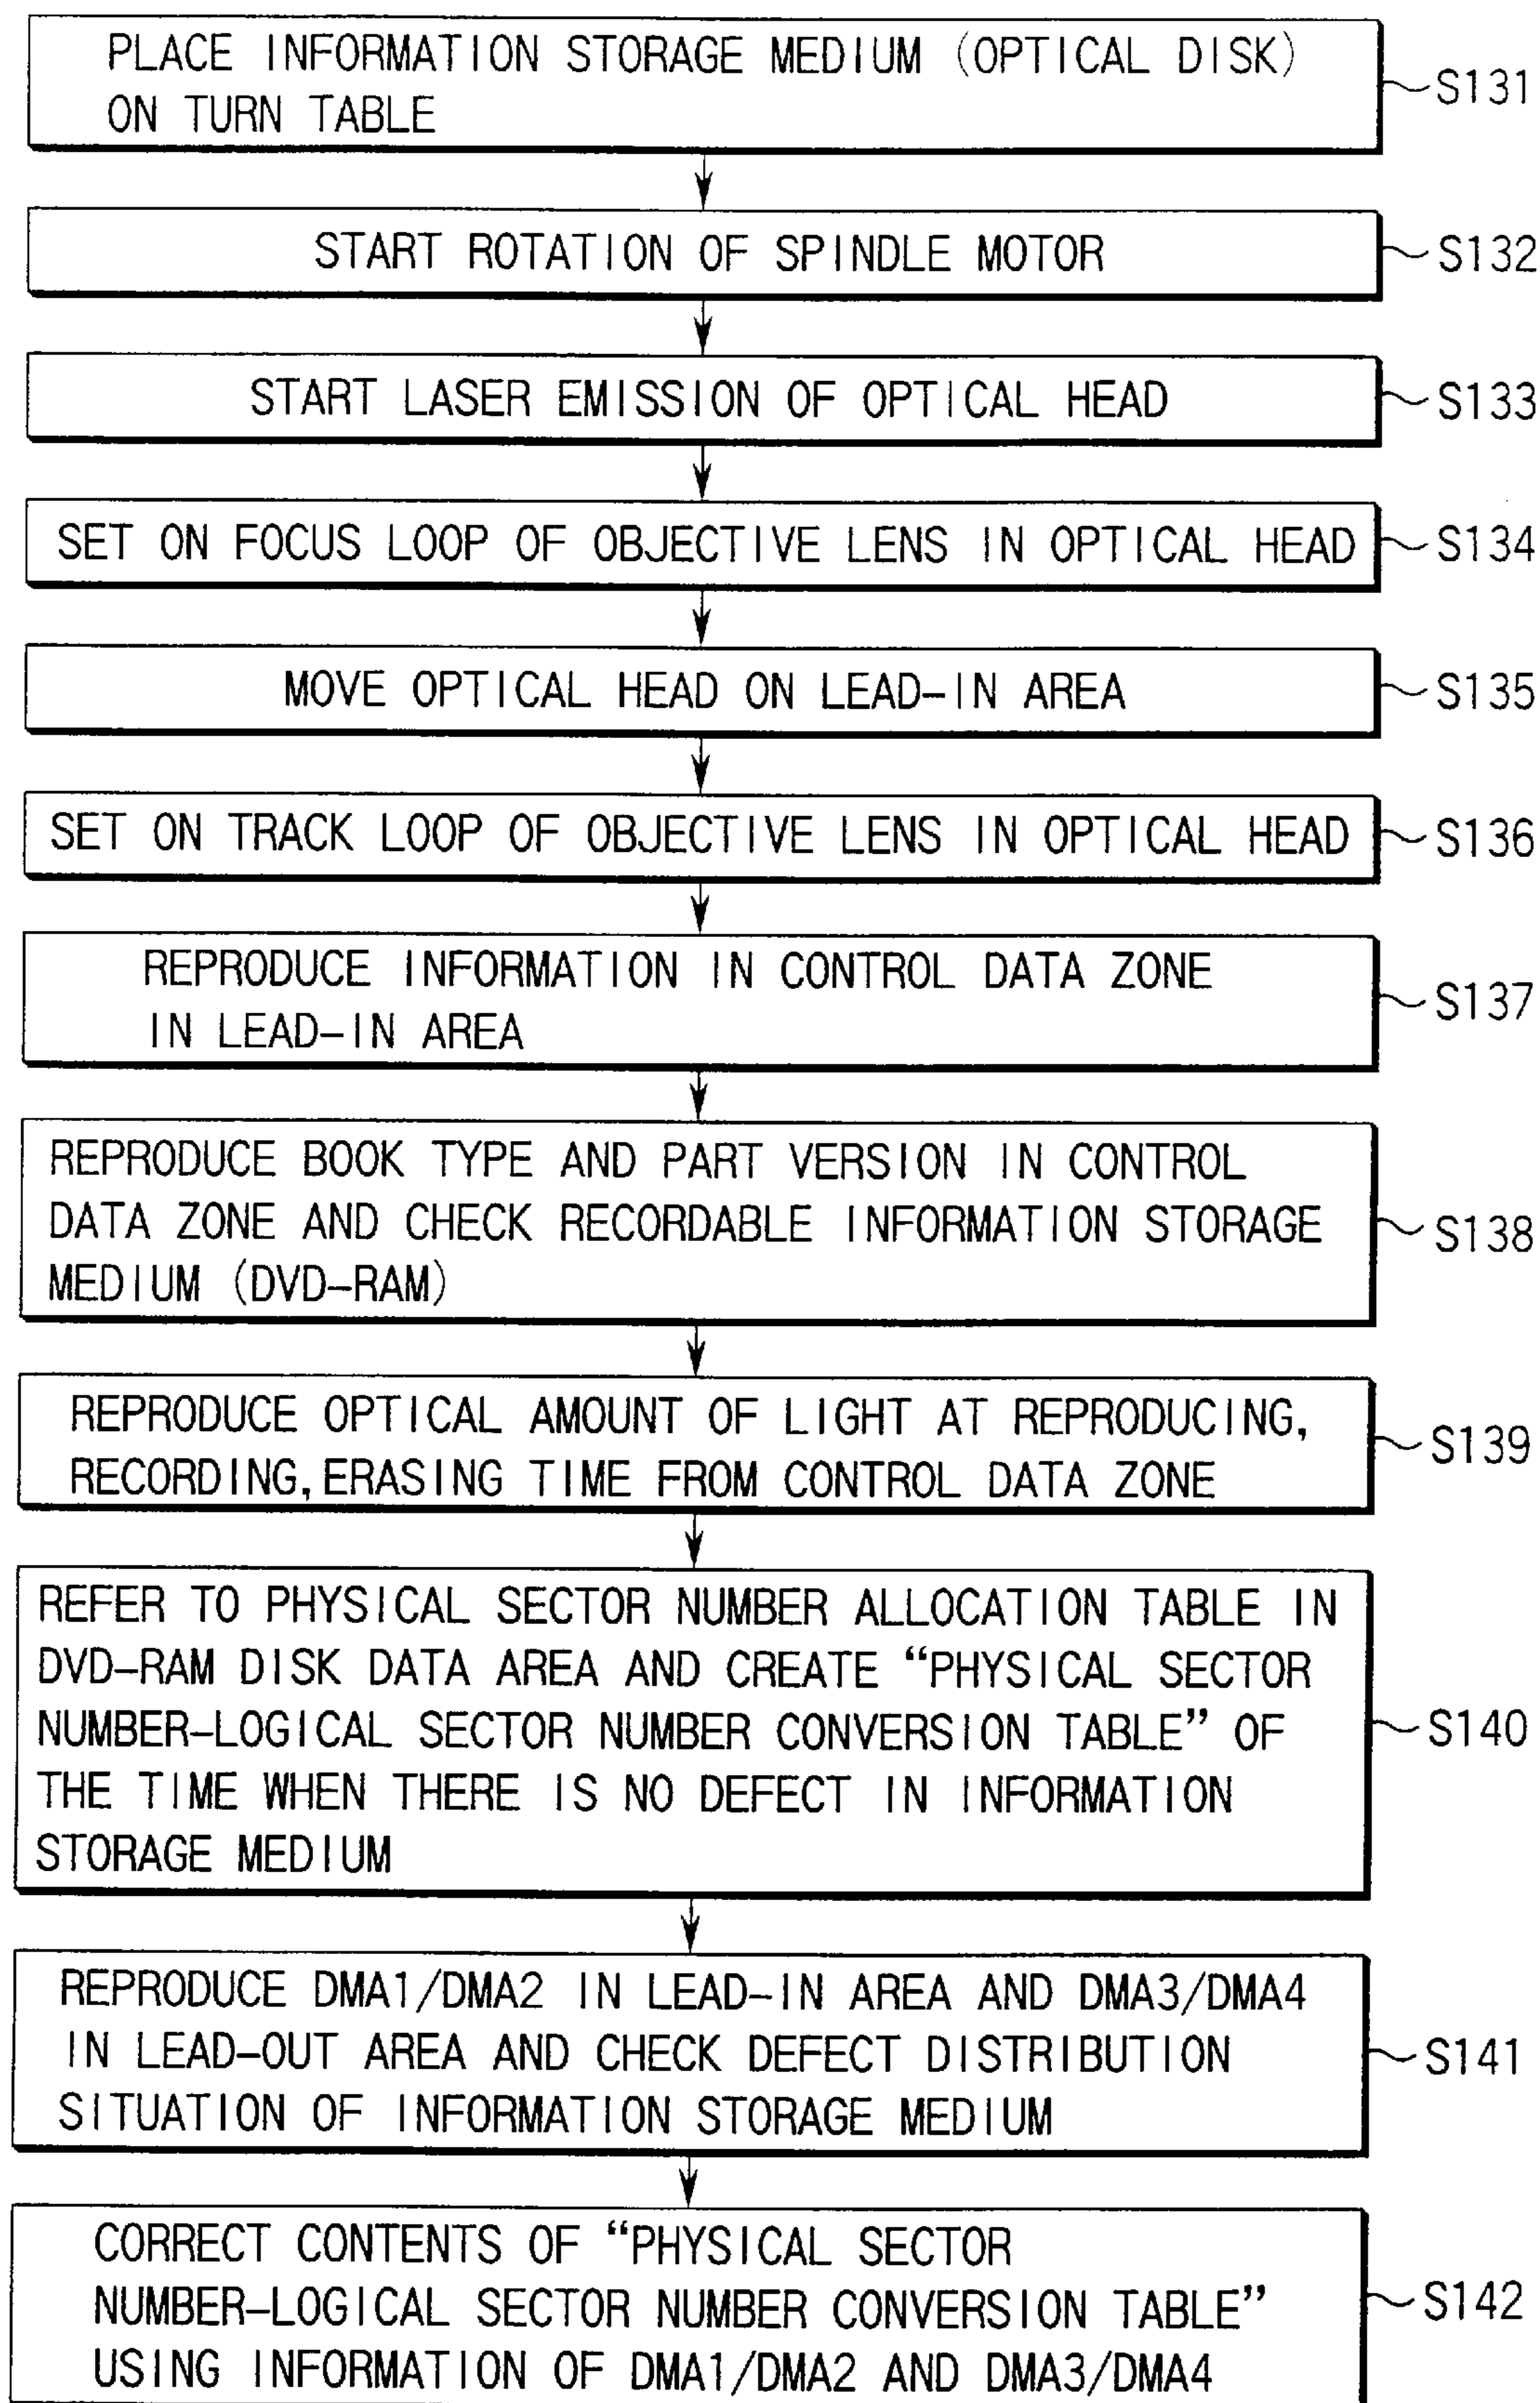 PLACE INFORMATION STORAGE MEDIUM (OPTICAL DISK)
ON TURN TABLE
S131
START ROTATION OF SPINDLE MOTOR
S132
START LASER EMISSION OF OPTICAL HEAD
S133
SET ON FOCUS LOOP OF OBJECTIVE LENS IN OPTICAL HEAD
S134
MOVE OPTICAL HEAD ON LEAD-IN AREA
S135
SET ON TRACK LOOP OF OBJECTIVE LENS IN OPTICAL HEAD
S136
REPRODUCE INFORMATION IN CONTROL DATA ZONE
IN LEAD-IN AREA
S137
REPRODUCE BOOK TYPE AND PART VERSION IN CONTROL
DATA ZONE AND CHECK RECORDABLE INFORMATION STORAGE
MEDIUM (DVD-RAM)
S138
REPRODUCE OPTICAL AMOUNT OF LIGHT AT REPRODUCING,
RECORDING, ERASING TIME FROM CONTROL DATA ZONE
S139
REFER TO PHYSICAL SECTOR NUMBER ALLOCATION TABLE IN
DVD-RAM DISK DATA AREA AND CREATE “PHYSICAL SECTOR
NUMBER-LOGICAL SECTOR NUMBER CONVERSION TABLE” OF
THE TIME WHEN THERE IS NO DEFECT IN INFORMATION
STORAGE MEDIUM
S140
REPRODUCE DMA1/DMA2 IN LEAD-IN AREA AND DMA3/DMA4
IN LEAD-OUT AREA AND CHECK DEFECT DISTRIBUTION
SITUATION OF INFORMATION STORAGE MEDIUM
S141
CORRECT CONTENTS OF “PHYSICAL SECTOR
NUMBER-LOGICAL SECTOR NUMBER CONVERSION TABLE”
USING INFORMATION OF DMA1/DMA2 AND DMA3/DMA4
S142